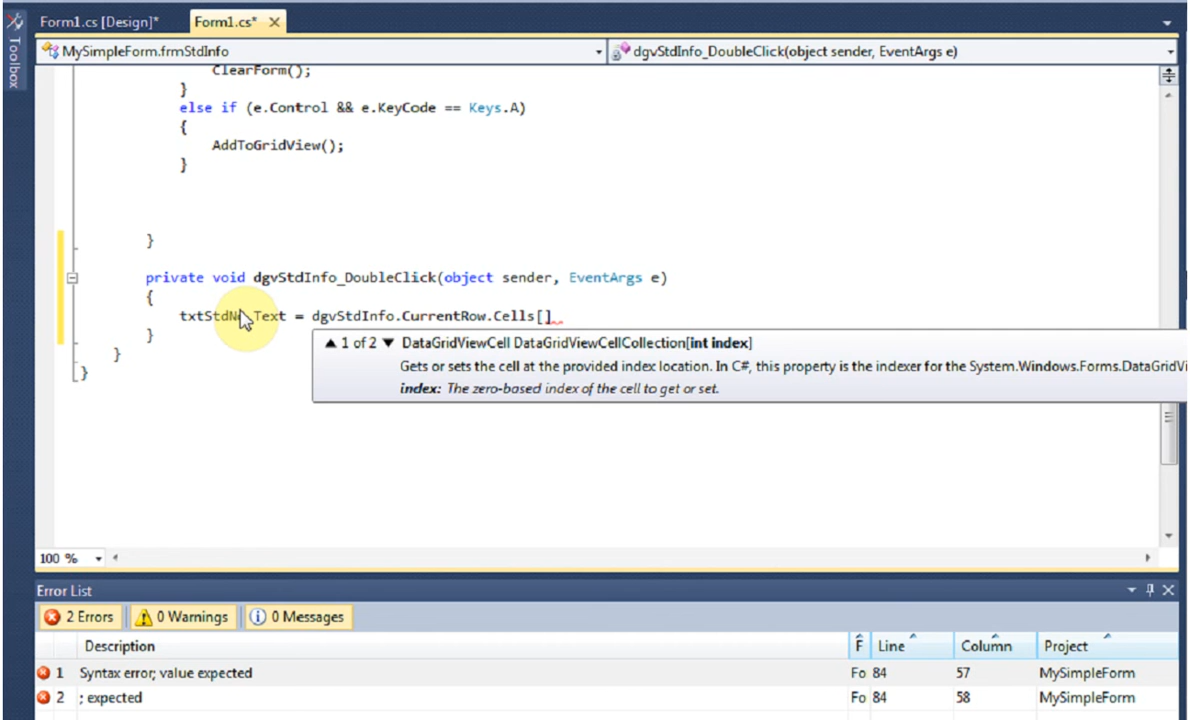 Form1.cs [Design]*
Form1.cs*
Toolbox
MySimpleForm.frmStdInfo
dgvStdInfo_DoubleClick(object sender, EventArgs e)
ClearForm();
}
else if (e.Control && e.KeyCode == Keys.A)
{
AddToGridView();
}
}
private void dgvStdInfo_DoubleClick(object sender, EventArgs e)
{
Text = dgvStdInfo.CurrentRow.Cells[]
}
}
}
▲ 1 of 2 ▼ DataGridViewCell DataGridViewCellCollection[int index]
Gets or sets the cell at the provided index location. In C#, this property is the indexer for the System.Windows.Forms.DataGridVi
index: The zero-based index of the cell to get or set.
100 %
Error List
2 Errors
0 Warnings
0 Messages
Description F Line Column Project
1 Syntax error; value expected Fo 84 57 MySimpleForm
2 ; expected Fo 84 58 MySimpleForm